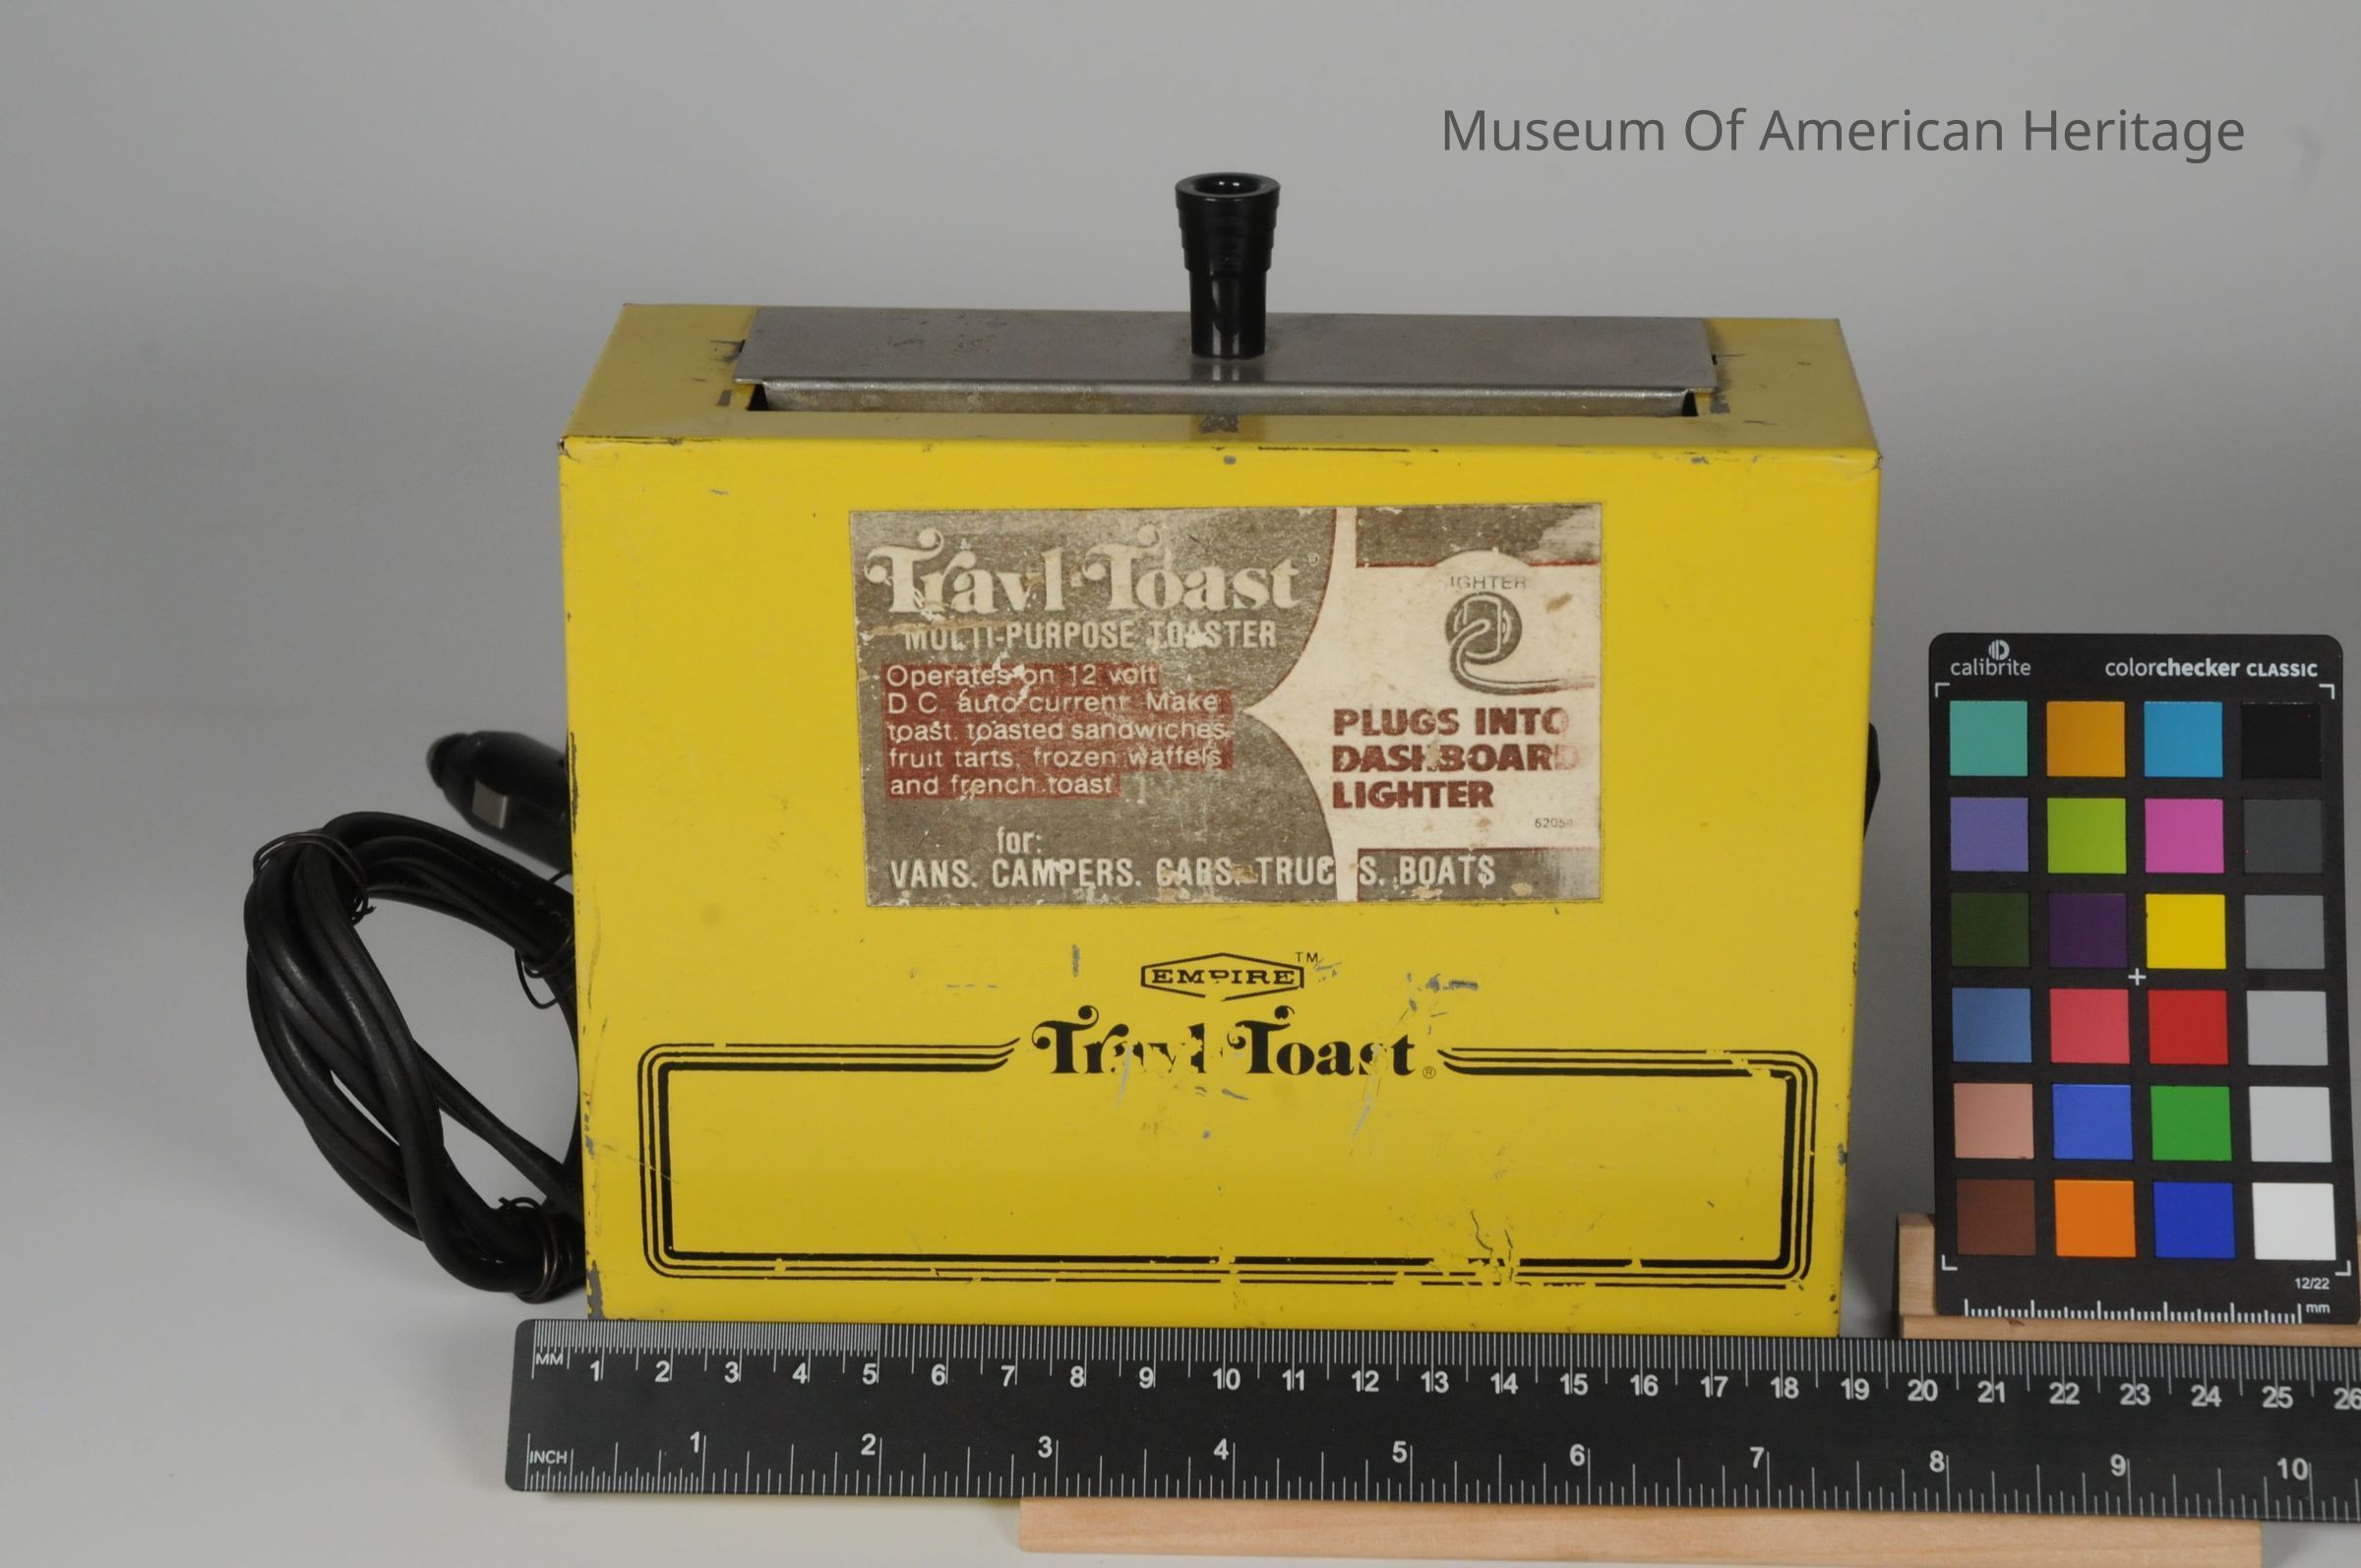 Museum Of American Heritage
Travl-Toast®
MULTI-PURPOSE TOASTER
Operates on 12 volt
D C auto current Make
toast. toasted sandwiches,
fruit tarts, frozen waffels
and french toast
for:
VANS. CAMPERS. CABS. TRUC S. BOATS
IGHTER
PLUGS INTO
DASHBOARD
LIGHTER
EMPIRE TM
Travl Toast®
calibrite colorchecker CLASSIC
12/22
mm
MM 1 2 3 4 5 6 7 8 9 10 11 12 13 14 15 16 17 18 19 20 21 22 23 24 25 26
INCH 1 2 3 4 5 6 7 8 9 10